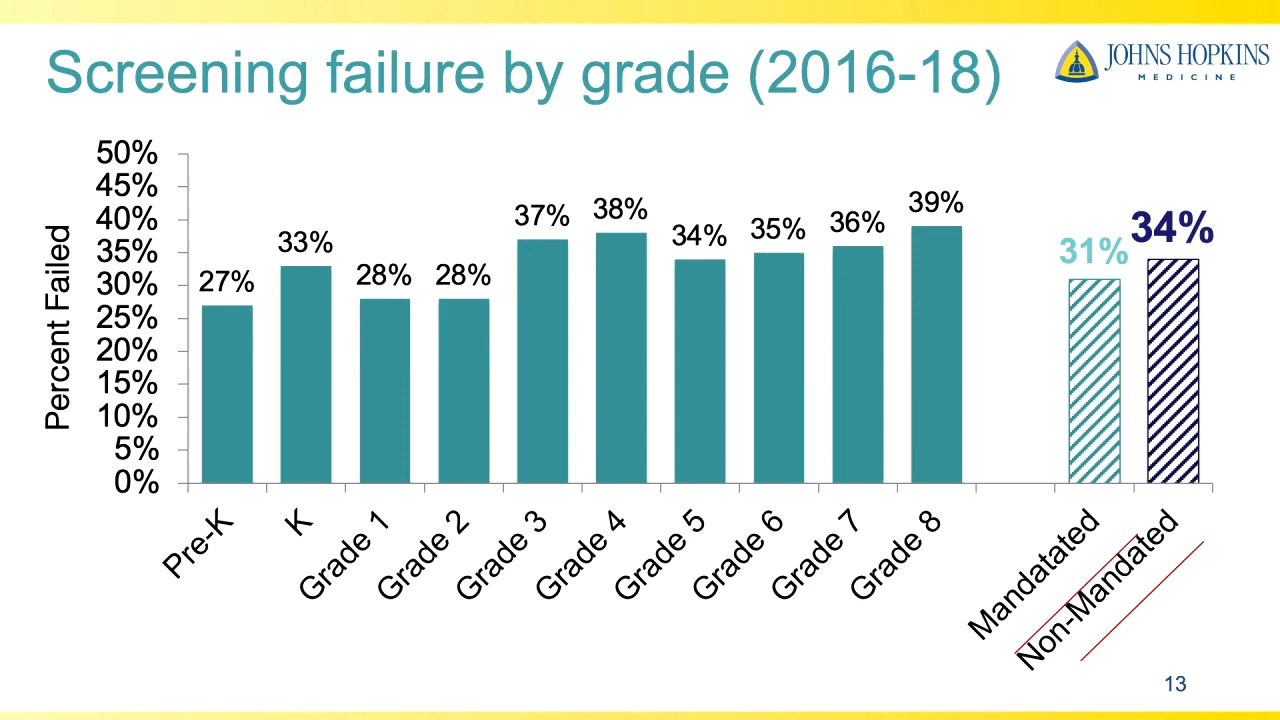 Screening failure by grade (2016-18)
JOHNS HOPKINS
MEDICINE
Percent Failed
50%
45%
40%
35%
30%
25%
20%
15%
10%
5%
0%
27%
33%
28%
28%
37%
38%
34%
35%
36%
39%
31%
34%
Pre-K
K
Grade 1
Grade 2
Grade 3
Grade 4
Grade 5
Grade 6
Grade 7
Grade 8
Mandatated
Non-Mandated
13